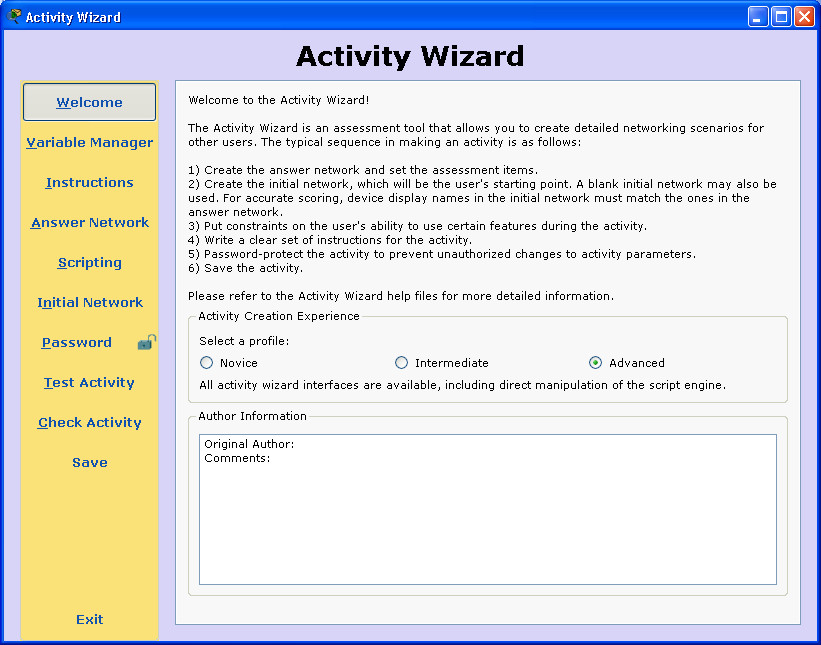 Activity Wizard
Activity Wizard
Welcome
Variable Manager
Instructions
Answer Network
Scripting
Initial Network
Password
Test Activity
Check Activity
Save
Exit
Welcome to the Activity Wizard!
The Activity Wizard is an assessment tool that allows you to create detailed networking scenarios for
other users. The typical sequence in making an activity is as follows:
1) Create the answer network and set the assessment items.
2) Create the initial network, which will be the user's starting point. A blank initial network may also be
used. For accurate scoring, device display names in the initial network must match the ones in the
answer network.
3) Put constraints on the user's ability to use certain features during the activity.
4) Write a clear set of instructions for the activity.
5) Password-protect the activity to prevent unauthorized changes to activity parameters.
6) Save the activity.
Please refer to the Activity Wizard help files for more detailed information.
Activity Creation Experience
Select a profile:
Novice
Intermediate
Advanced
All activity wizard interfaces are available, including direct manipulation of the script engine.
Author Information
Original Author:
Comments: